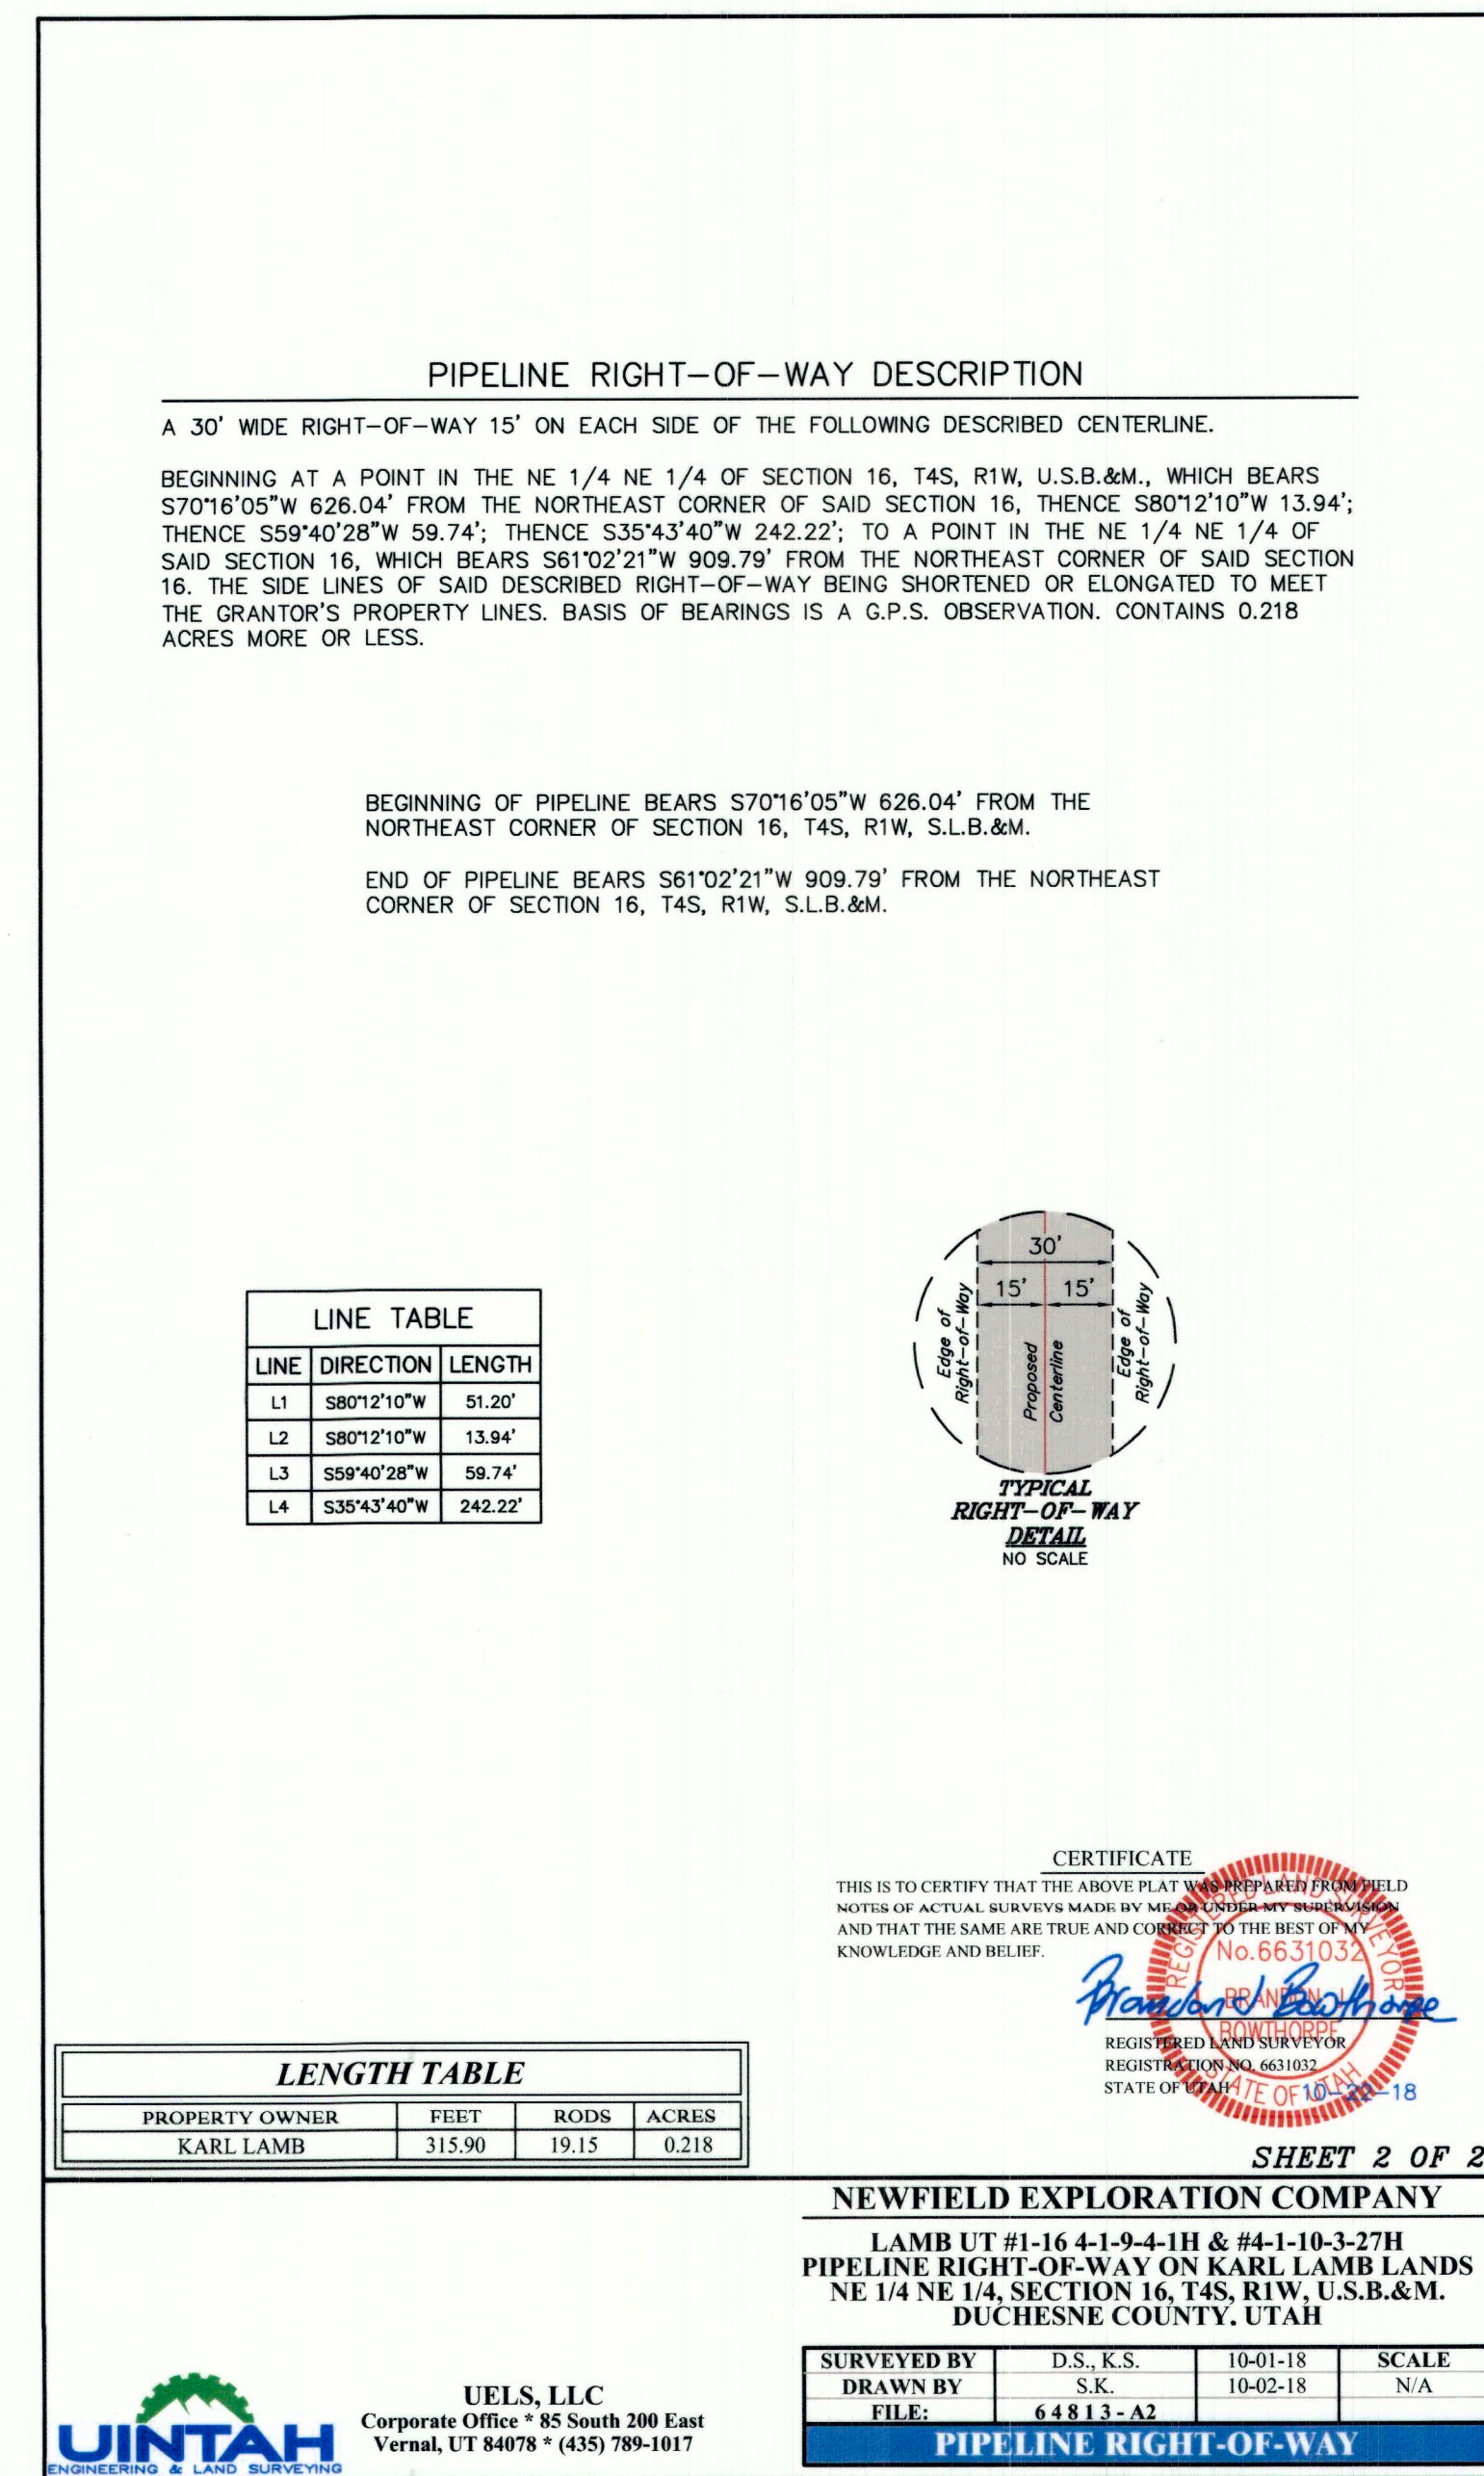 PIPELINE RIGHT-OF-WAY DESCRIPTION
A 30' WIDE RIGHT-OF-WAY 15' ON EACH SIDE OF THE FOLLOWING DESCRIBED CENTERLINE.
BEGINNING AT A POINT IN THE NE 1/4 NE 1/4 OF SECTION 16, T4S, R1W, U.S.B.&M., WHICH BEARS
S70°16'05"W 626.04' FROM THE NORTHEAST CORNER OF SAID SECTION 16, THENCE S80°12'10"W 13.94';
THENCE S59°40'28"W 59.74'; THENCE S35°43'40"W 242.22'; TO A POINT IN THE NE 1/4 NE 1/4 OF
SAID SECTION 16, WHICH BEARS S61°02'21"W 909.79' FROM THE NORTHEAST CORNER OF SAID SECTION
16. THE SIDE LINES OF SAID DESCRIBED RIGHT-OF-WAY BEING SHORTENED OR ELONGATED TO MEET
THE GRANTOR'S PROPERTY LINES. BASIS OF BEARINGS IS A G.P.S. OBSERVATION. CONTAINS 0.218
ACRES MORE OR LESS.
BEGINNING OF PIPELINE BEARS S70°16'05"W 626.04' FROM THE
NORTHEAST CORNER OF SECTION 16, T4S, R1W, S.L.B.&M.
END OF PIPELINE BEARS S61°02'21"W 909.79' FROM THE NORTHEAST
CORNER OF SECTION 16, T4S, R1W, S.L.B.&M.
LINE TABLE
LINE DIRECTION LENGTH
L1 S80°12'10"W 51.20'
L2 S80°12'10"W 13.94'
L3 S59°40'28"W 59.74'
L4 S35°43'40"W 242.22'
30'
15' 15'
Edge of
Right-of-Way
Proposed
Centerline
Edge of
Right-of-Way
TYPICAL
RIGHT-OF-WAY
DETAIL
NO SCALE
CERTIFICATE
THIS IS TO CERTIFY THAT THE ABOVE PLAT WAS PREPARED FROM FIELD
NOTES OF ACTUAL SURVEYS MADE BY ME OR UNDER MY SUPERVISION
AND THAT THE SAME ARE TRUE AND CORRECT TO THE BEST OF MY
KNOWLEDGE AND BELIEF.
REGISTERED LAND SURVEYOR
No.6631032
BRANDON J.
BOWTHORPE
STATE OF UTAH
Brandon J Bowthorpe
REGISTERED LAND SURVEYOR
REGISTRATION NO. 6631032
STATE OF UTAH
10-22-18
LENGTH TABLE
PROPERTY OWNER FEET RODS ACRES
KARL LAMB 315.90 19.15 0.218
SHEET 2 OF 2
NEWFIELD EXPLORATION COMPANY
LAMB UT #1-16 4-1-9-4-1H & #4-1-10-3-27H
PIPELINE RIGHT-OF-WAY ON KARL LAMB LANDS
NE 1/4 NE 1/4, SECTION 16, T4S, R1W, U.S.B.&M.
DUCHESNE COUNTY. UTAH
SURVEYED BY D.S., K.S. 10-01-18 SCALE
DRAWN BY S.K. 10-02-18 N/A
FILE: 64813-A2
PIPELINE RIGHT-OF-WAY
UINTAH
ENGINEERING & LAND SURVEYING
UELS, LLC
Corporate Office * 85 South 200 East
Vernal, UT 84078 * (435) 789-1017